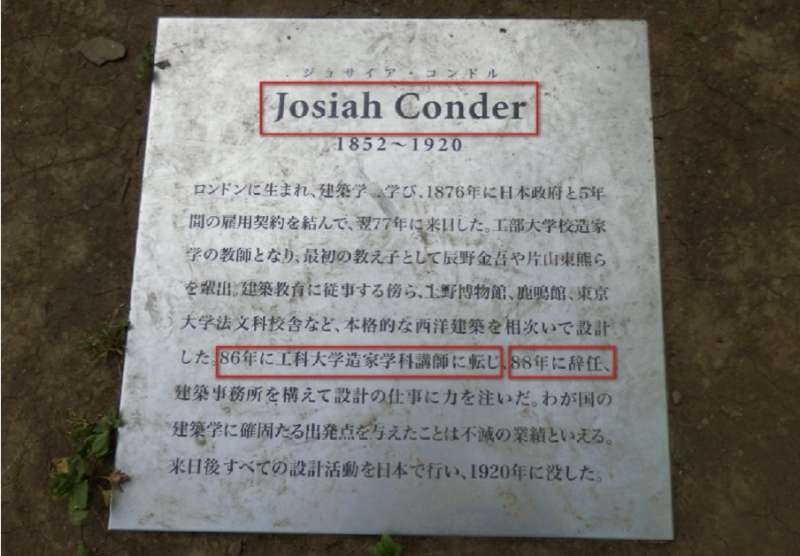 ジョサイア・コンドル
Josiah Conder
1852～1920
ロンドンに生まれ、建築学 学び、1876年に日本政府と5年
間の雇用契約を結んで、翌77年に来日した。工部大学校造家
学の教師となり、最初の教え子として辰野金吾や片山東熊ら
を輩出。建築教育に従事する傍ら、上野博物館、鹿鳴館、東京
大学法文科校舎など、本格的な西洋建築を相次いで設計
した。86年に工科大学造家学科講師に転じ、88年に辞任、
建築事務所を構えて設計の仕事に力を注いだ。わが国の
建築学に確固たる出発点を与えたことは不滅の業績といえる。
来日後すべての設計活動を日本で行い、1920年に没した。